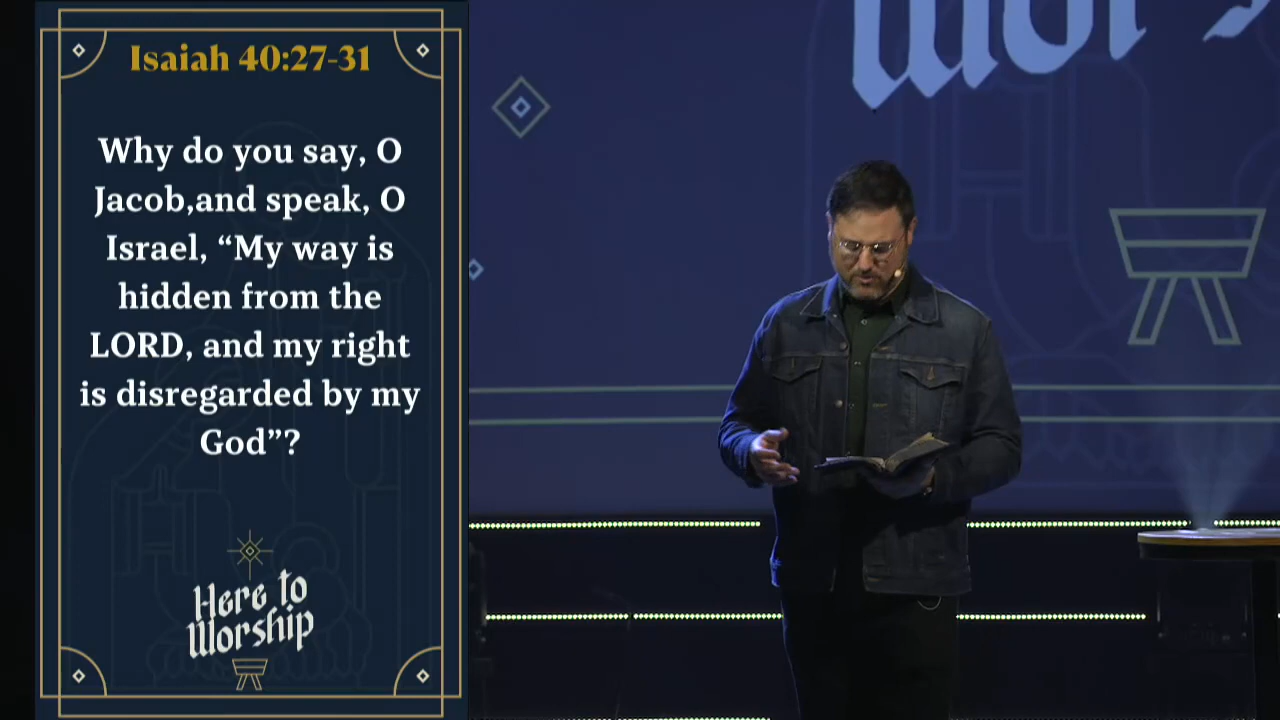 Isaiah 40:27-31
Why do you say, O
Jacob,and speak, O
Israel, “My way is
hidden from the
LORD, and my right
is disregarded by my
God”?
Here to
Worship